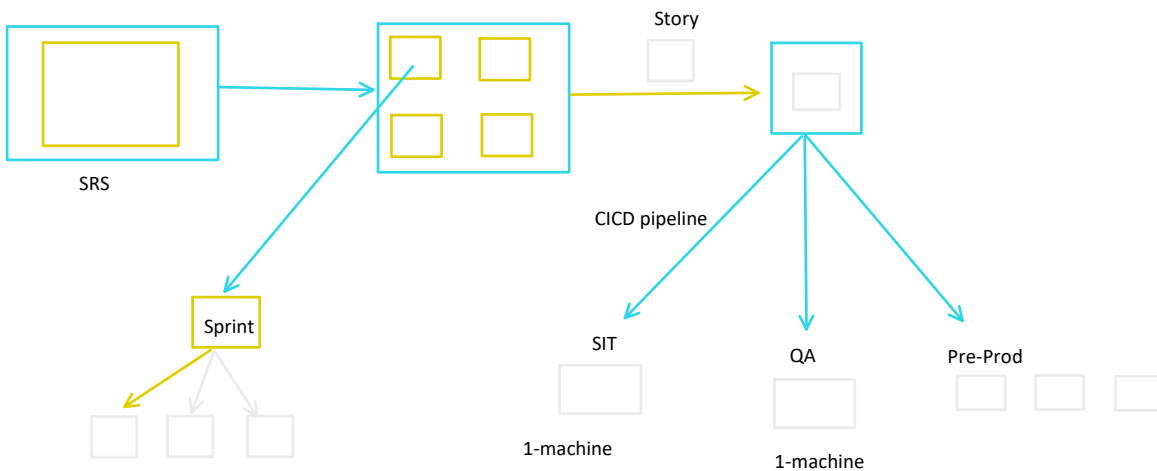 Story
SRS
CICD pipeline
Sprint
SIT
QA
Pre-Prod
1-machine
1-machine